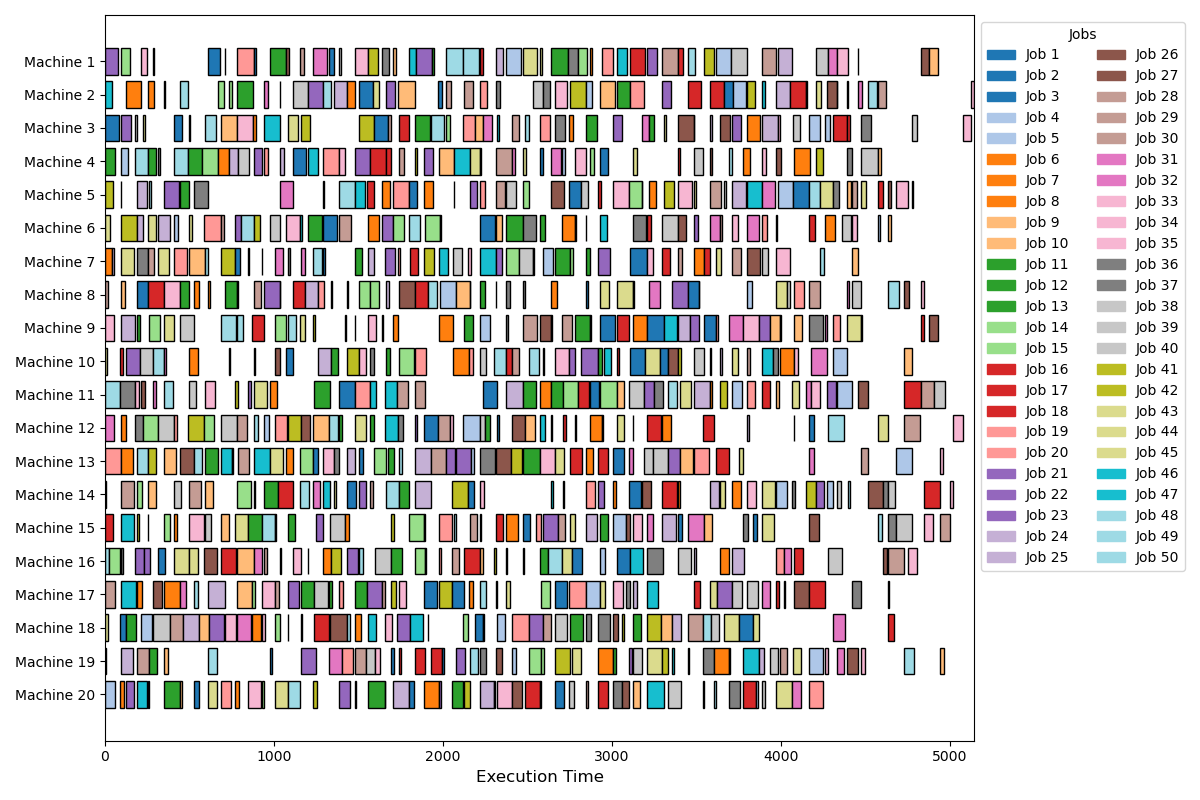 Machine 1
Machine 2
Machine 3
Machine 4
Machine 5
Machine 6
Machine 7
Machine 8
Machine 9
Machine 10
Machine 11
Machine 12
Machine 13
Machine 14
Machine 15
Machine 16
Machine 17
Machine 18
Machine 19
Machine 20
0 1000 2000 3000 4000 5000
Execution Time
Jobs
Job 1 Job 26
Job 2 Job 27
Job 3 Job 28
Job 4 Job 29
Job 5 Job 30
Job 6 Job 31
Job 7 Job 32
Job 8 Job 33
Job 9 Job 34
Job 10 Job 35
Job 11 Job 36
Job 12 Job 37
Job 13 Job 38
Job 14 Job 39
Job 15 Job 40
Job 16 Job 41
Job 17 Job 42
Job 18 Job 43
Job 19 Job 44
Job 20 Job 45
Job 21 Job 46
Job 22 Job 47
Job 23 Job 48
Job 24 Job 49
Job 25 Job 50